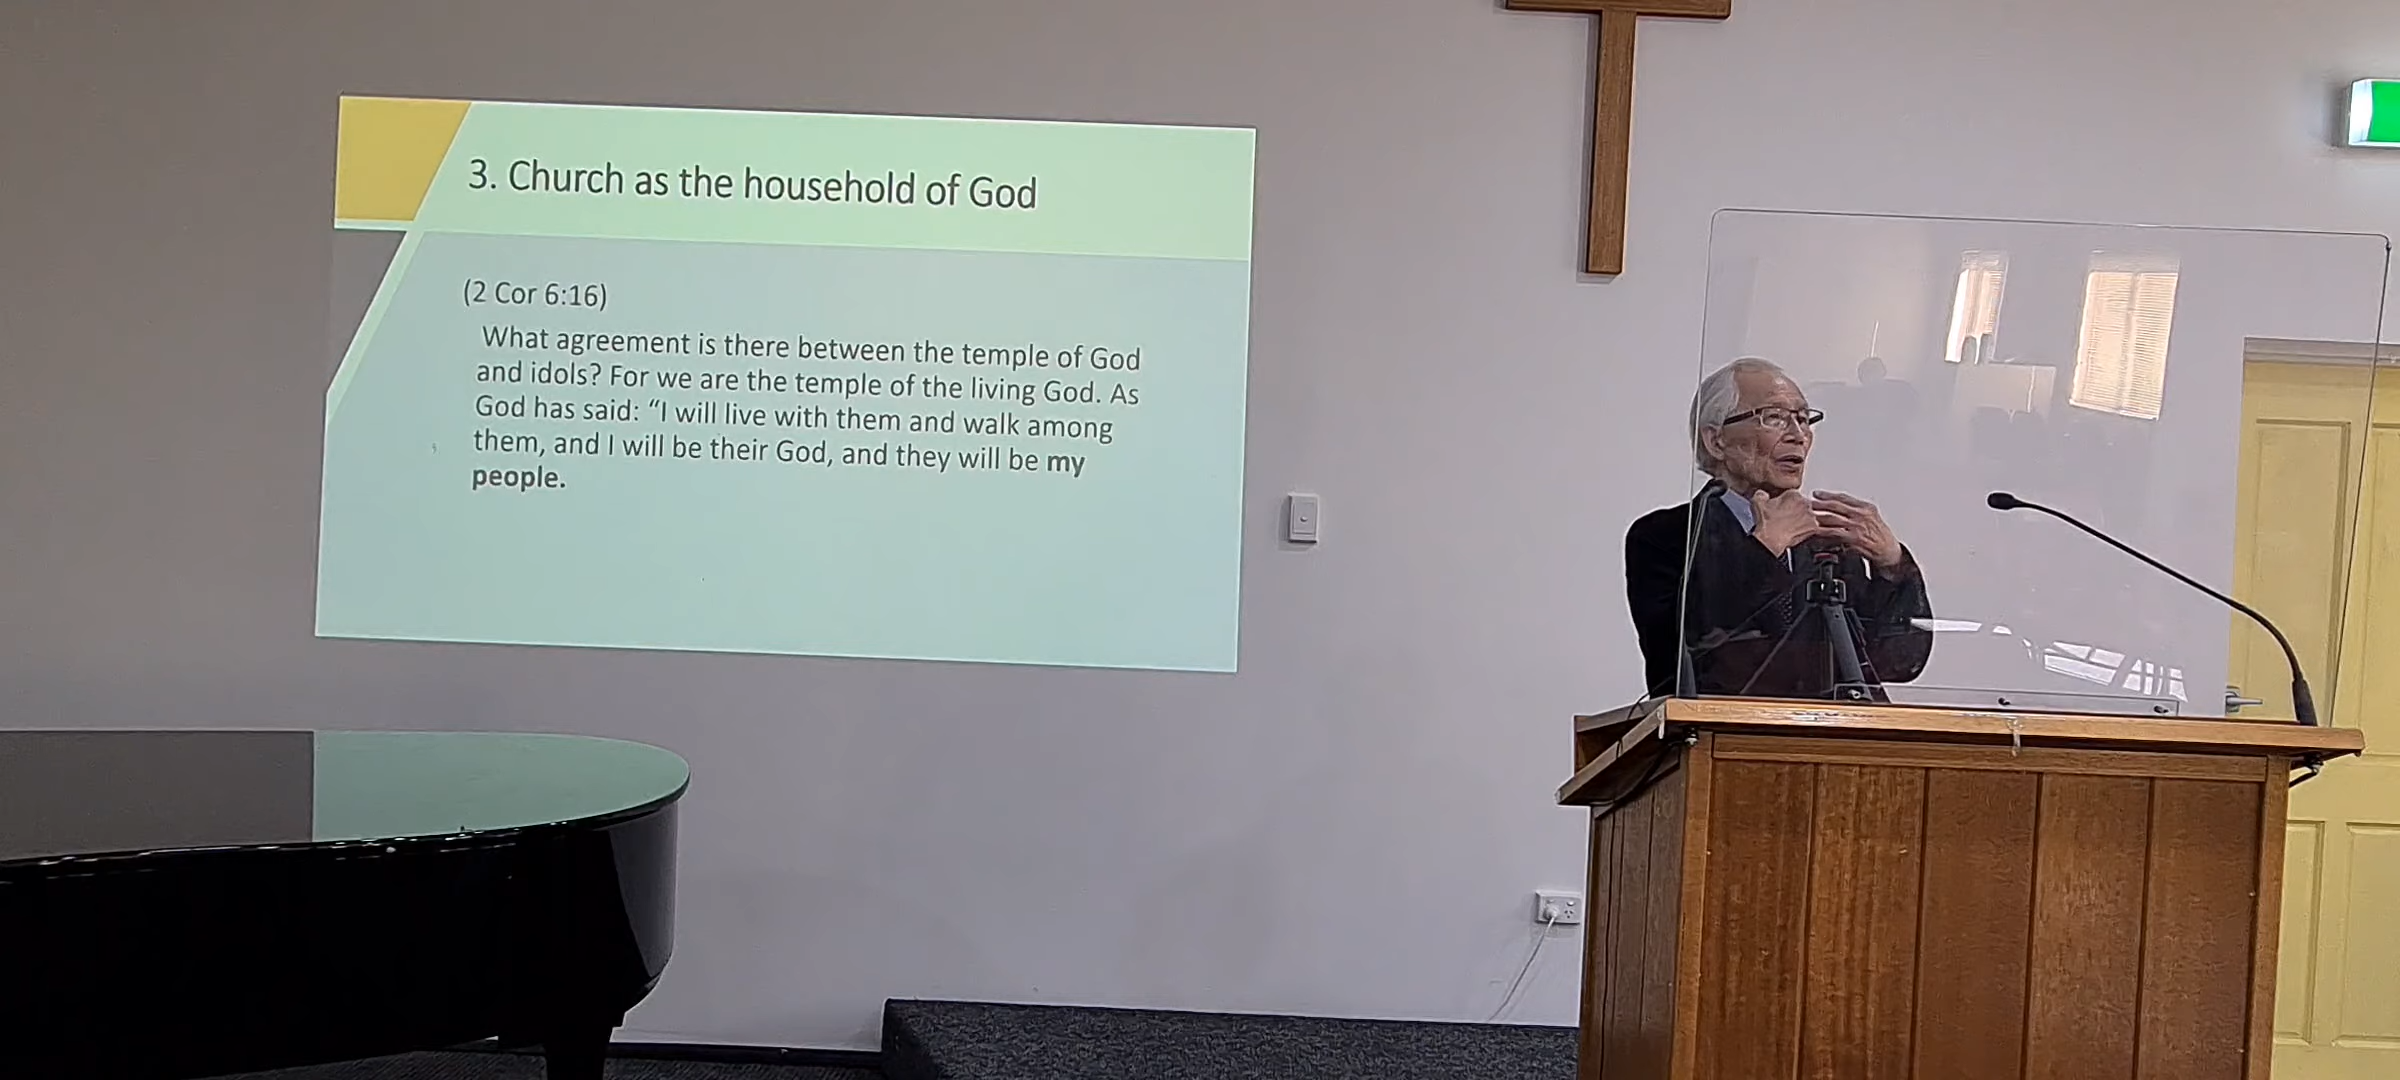 3. Church as the household of God
(2 Cor 6:16)
What agreement is there between the temple of God
and idols? For we are the temple of the living God. As
God has said: “I will live with them and walk among
them, and I will be their God, and they will be my
people.